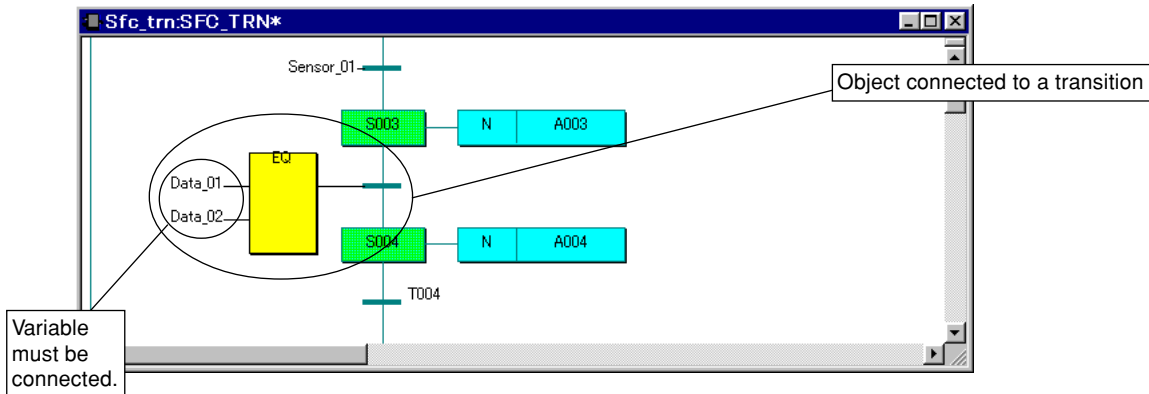 Sfc_trn:SFC_TRN*
Sensor_01
Object connected to a transition
S003 N A003
EQ
Data_01
Data_02
S004 N A004
T004
Variable
must be
connected.